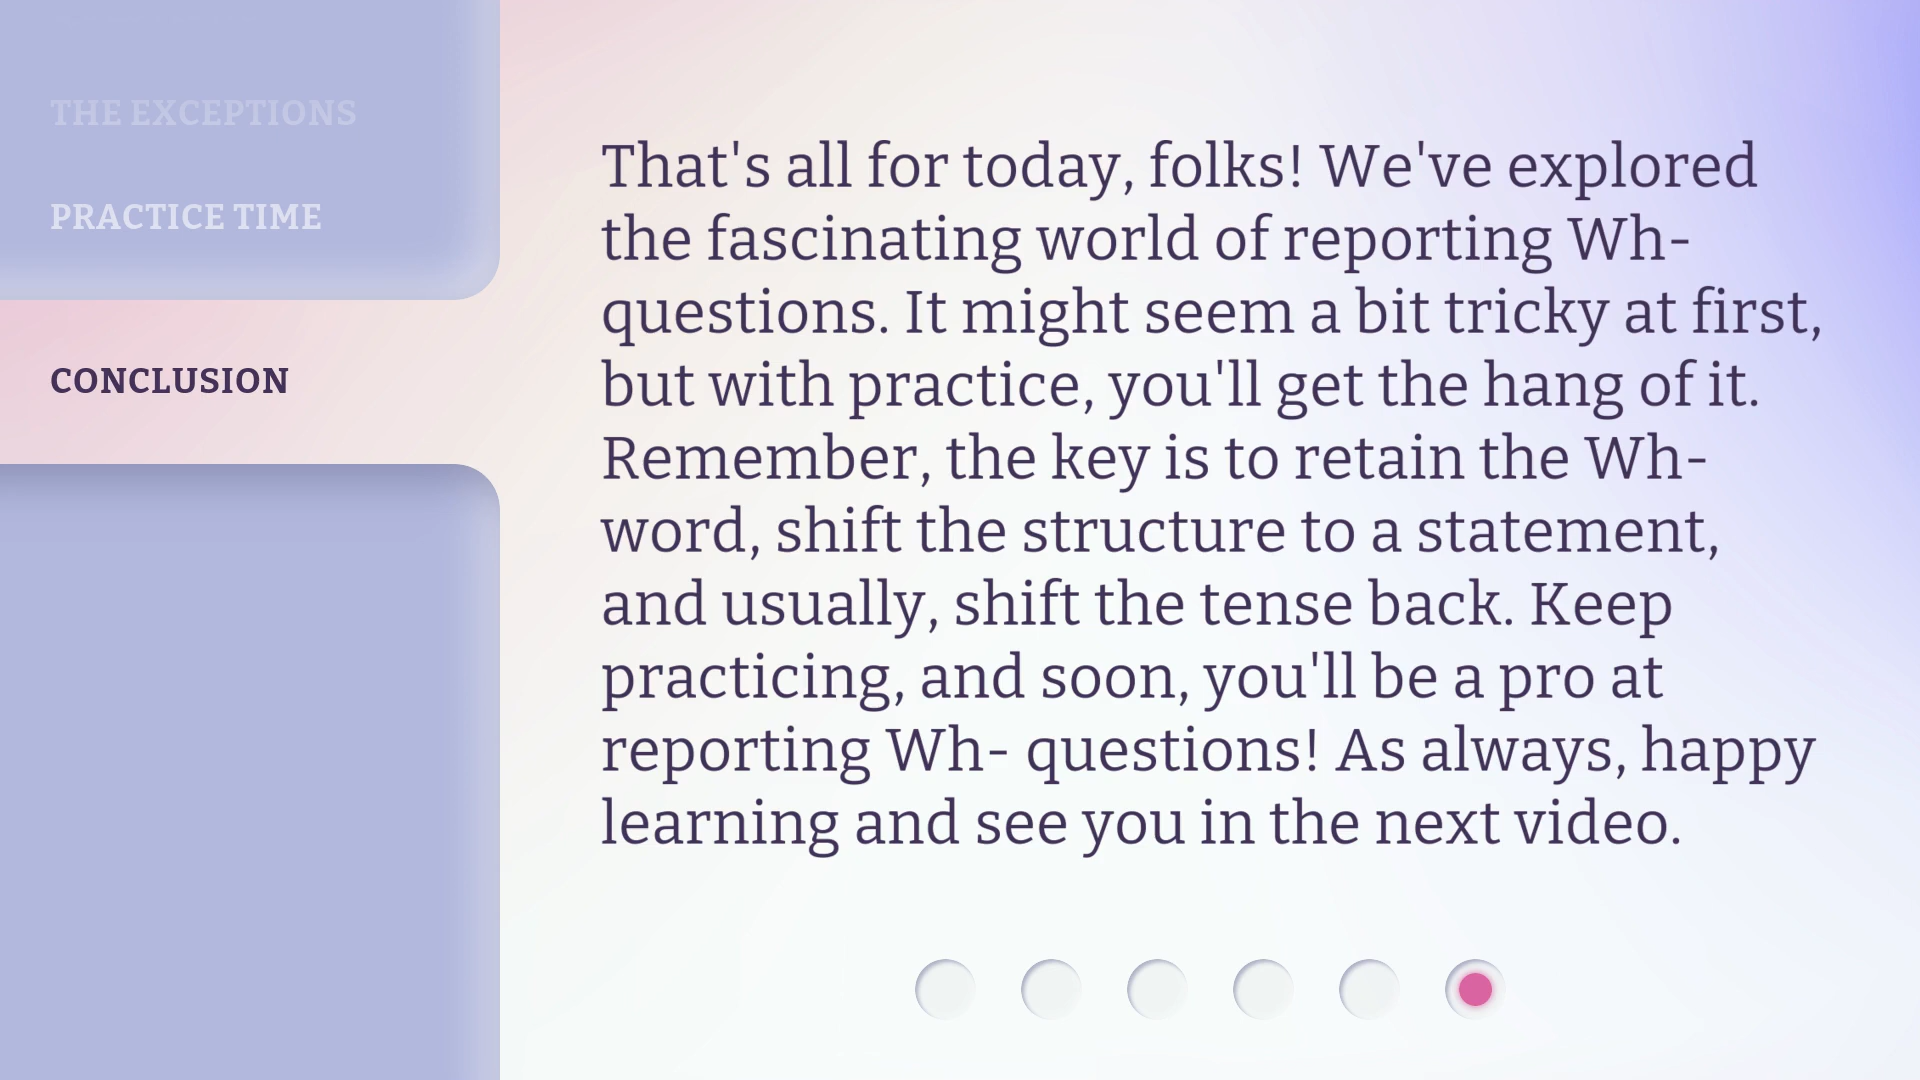 THE EXCEPTIONS
PRACTICE TIME
CONCLUSION
That's all for today, folks! We've explored
the fascinating world of reporting Wh-
questions. It might seem a bit tricky at first,
but with practice, you'll get the hang of it.
Remember, the key is to retain the Wh-
word, shift the structure to a statement,
and usually, shift the tense back. Keep
practicing, and soon, you'll be a pro at
reporting Wh- questions! As always, happy
learning and see you in the next video.